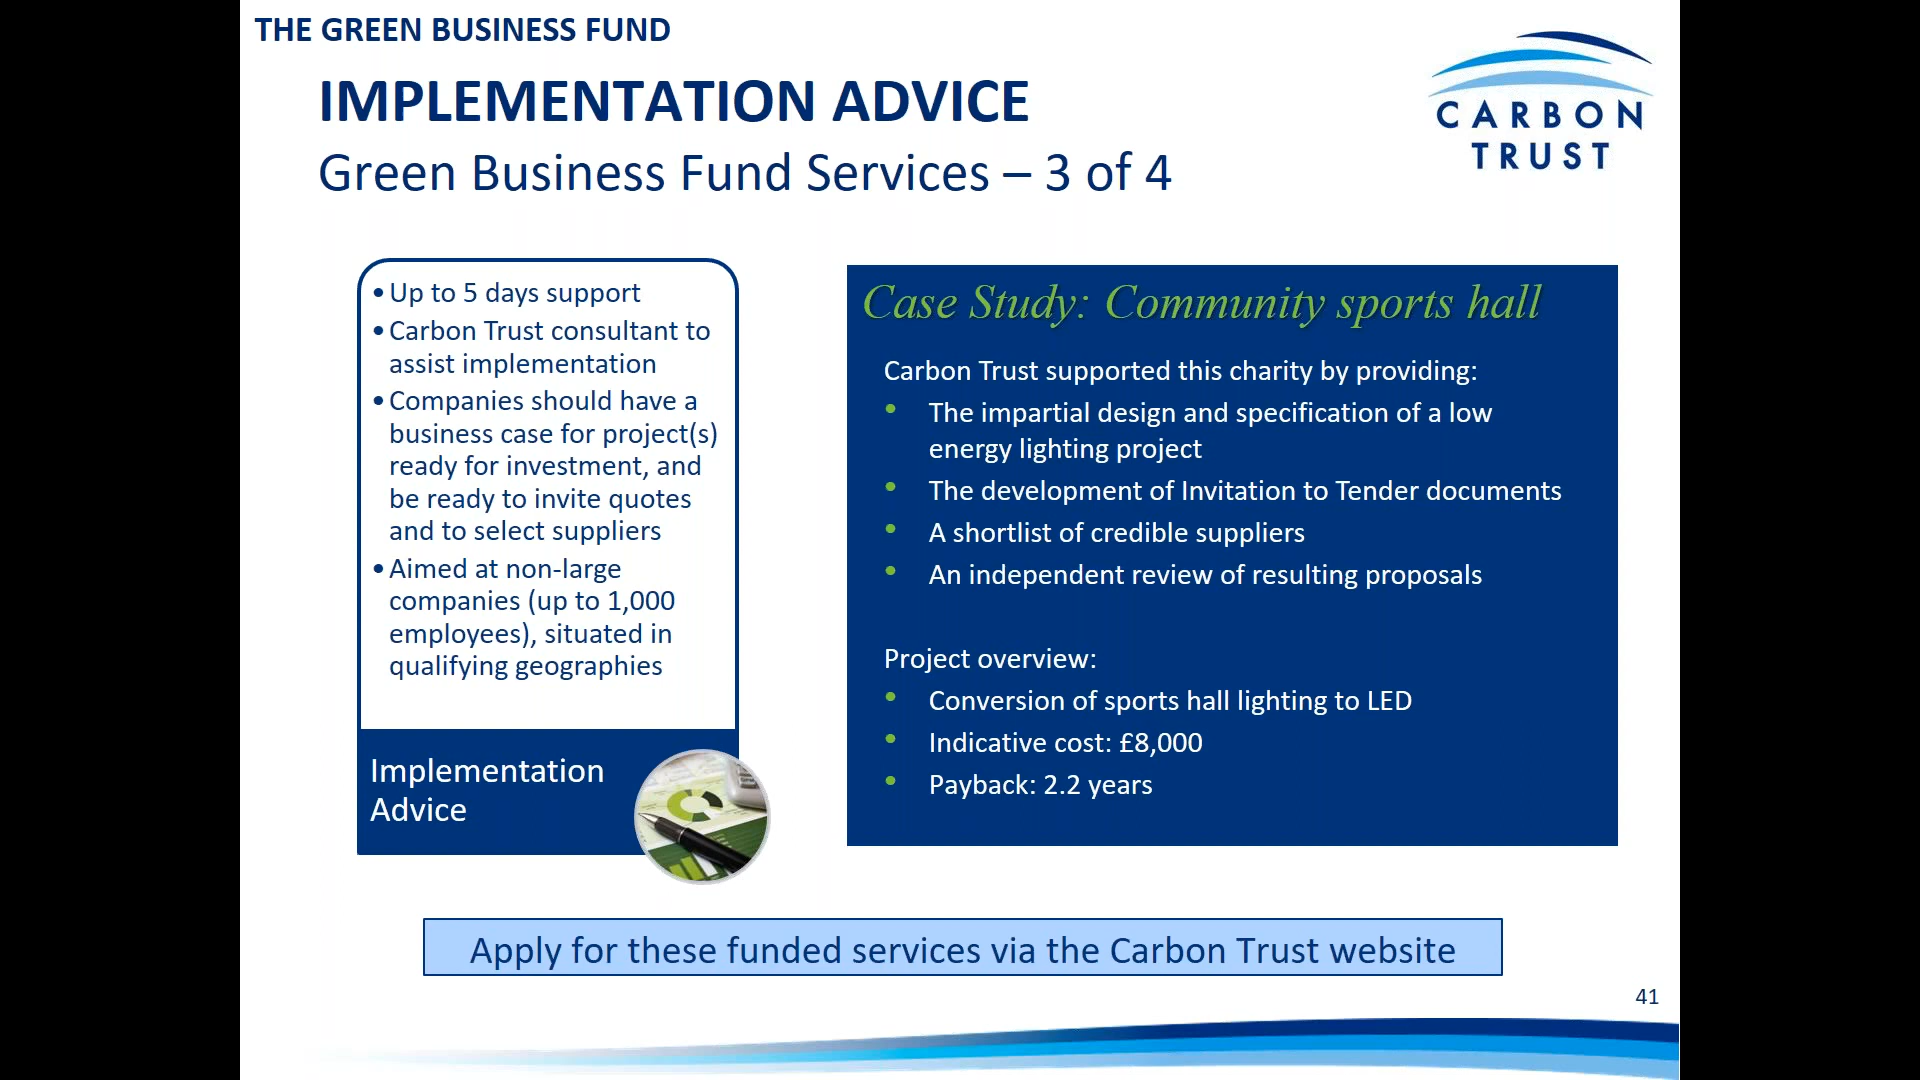 THE GREEN BUSINESS FUND
IMPLEMENTATION ADVICE
Green Business Fund Services – 3 of 4
CARBON
TRUST
•Up to 5 days support
•Carbon Trust consultant to
assist implementation
•Companies should have a
business case for project(s)
ready for investment, and
be ready to invite quotes
and to select suppliers
•Aimed at non-large
companies (up to 1,000
employees), situated in
qualifying geographies
Implementation
Advice
Case Study: Community sports hall
Carbon Trust supported this charity by providing:
• The impartial design and specification of a low
energy lighting project
• The development of Invitation to Tender documents
• A shortlist of credible suppliers
• An independent review of resulting proposals
Project overview:
• Conversion of sports hall lighting to LED
• Indicative cost: £8,000
• Payback: 2.2 years
Apply for these funded services via the Carbon Trust website
41